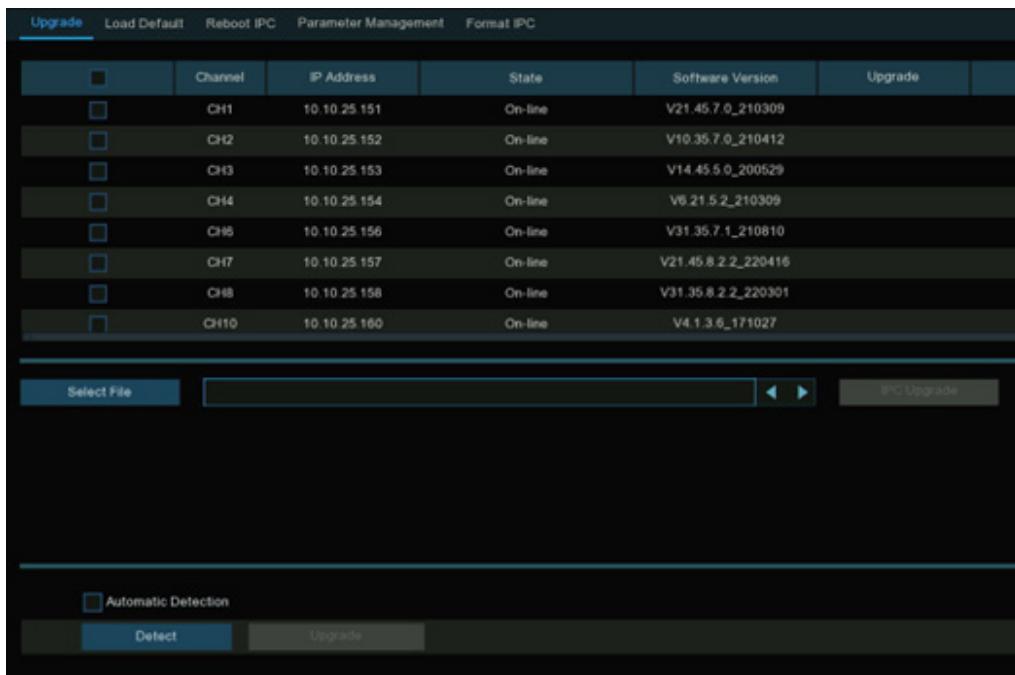 Upgrade Load Default Reboot IPC Parameter Management Format IPC
Channel IP Address State Software Version Upgrade
CH1 10.10.25.151 On-line V21.45.7.0_210309
CH2 10.10.25.152 On-line V10.35.7.0_210412
CH3 10.10.25.153 On-line V14.45.5.0_200529
CH4 10.10.25.154 On-line V6.21.5.2_210309
CH6 10.10.25.156 On-line V31.35.7.1_210810
CH7 10.10.25.157 On-line V21.45.8.2.2_220416
CH8 10.10.25.158 On-line V31.35.8.2.2_220301
CH10 10.10.25.160 On-line V4.1.3.6_171027
Select File IPC Upgrade
Automatic Detection
Detect Upgrade